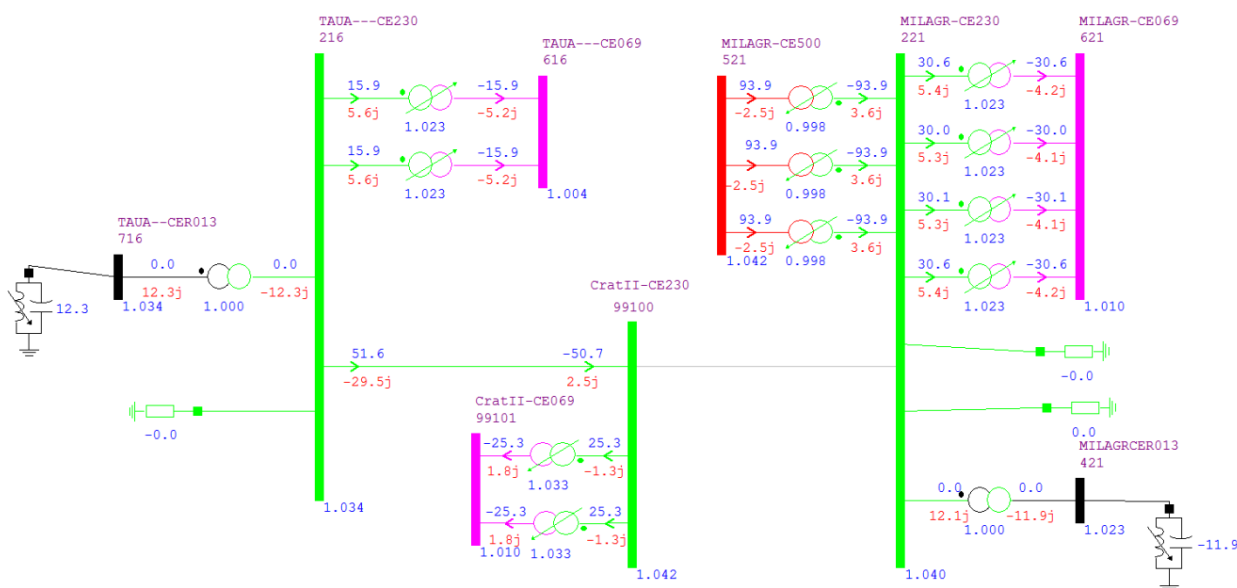 TAUA---CE230
216
TAUA---CE069
616
MILAGR-CE500
521
MILAGR-CE230
221
MILAGR-CE069
621
15.9
5.6j
1.023
-15.9
-5.2j
15.9
5.6j
1.023
-15.9
-5.2j
1.004
93.9
-2.5j
0.998
-93.9
3.6j
93.9
-2.5j
0.998
-93.9
3.6j
93.9
-2.5j
0.998
-93.9
3.6j
1.042
30.6
5.4j
1.023
-30.6
-4.2j
30.0
5.3j
1.023
-30.0
-4.1j
30.1
5.3j
1.023
-30.1
-4.1j
30.6
5.4j
1.023
-30.6
-4.2j
1.010
TAUA--CER013
716
12.3
0.0
12.3j
1.034
1.000
0.0
-12.3j
CratII-CE230
99100
51.6
-29.5j
-50.7
2.5j
-0.0
-0.0
0.0
CratII-CE069
99101
-25.3
1.8j
1.033
25.3
-1.3j
-25.3
1.8j
1.033
25.3
-1.3j
1.010
1.034
1.042
MILAGRCER013
421
0.0
12.1j
1.000
0.0
-11.9j
1.023
-11.9
1.040